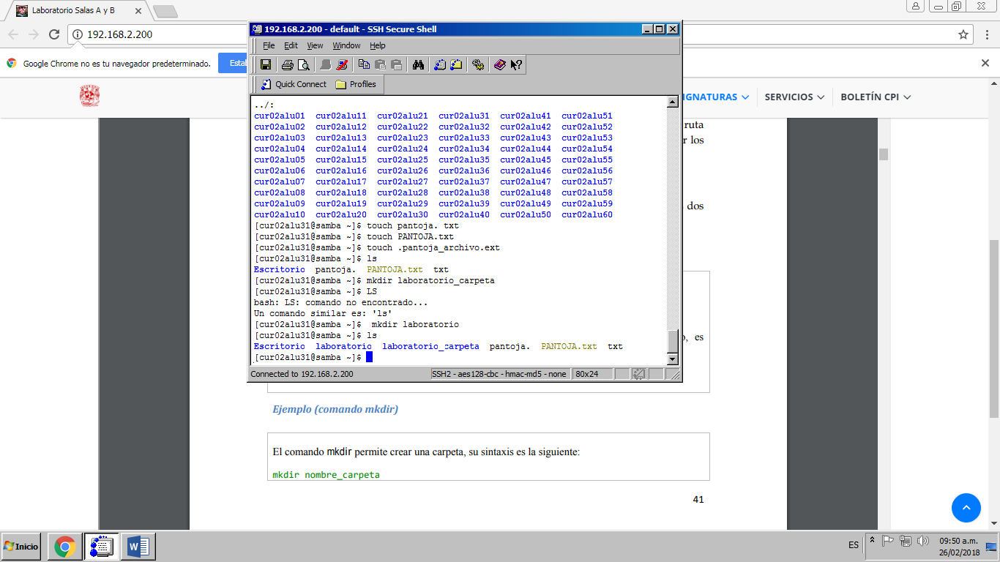 Laboratorio Salas A y B
192.168.2.200
Google Chrome no es tu navegador predeterminado.
Estal
IGNATURAS
SERVICIOS
BOLETÍN CPI
192.168.2.200 - default - SSH Secure Shell
File Edit View Window Help
Quick Connect Profiles
../:
cur02alu01 cur02alu11 cur02alu21 cur02alu31 cur02alu41 cur02alu51
cur02alu02 cur02alu12 cur02alu22 cur02alu32 cur02alu42 cur02alu52
cur02alu03 cur02alu13 cur02alu23 cur02alu33 cur02alu43 cur02alu53
cur02alu04 cur02alu14 cur02alu24 cur02alu34 cur02alu44 cur02alu54
cur02alu05 cur02alu15 cur02alu25 cur02alu35 cur02alu45 cur02alu55
cur02alu06 cur02alu16 cur02alu26 cur02alu36 cur02alu46 cur02alu56
cur02alu07 cur02alu17 cur02alu27 cur02alu37 cur02alu47 cur02alu57
cur02alu08 cur02alu18 cur02alu28 cur02alu38 cur02alu48 cur02alu58
cur02alu09 cur02alu19 cur02alu29 cur02alu39 cur02alu49 cur02alu59
cur02alu10 cur02alu20 cur02alu30 cur02alu40 cur02alu50 cur02alu60
[cur02alu31@samba ~]$ touch pantoja. txt
[cur02alu31@samba ~]$ touch PANTOJA.txt
[cur02alu31@samba ~]$ touch .pantoja_archivo.ext
[cur02alu31@samba ~]$ ls
Escritorio pantoja. PANTOJA.txt txt
[cur02alu31@samba ~]$ mkdir laboratorio_carpeta
[cur02alu31@samba ~]$ LS
bash: LS: comando no encontrado...
Un comando similar es: 'ls'
[cur02alu31@samba ~]$  mkdir laboratorio
[cur02alu31@samba ~]$ ls
Escritorio laboratorio laboratorio_carpeta pantoja. PANTOJA.txt txt
[cur02alu31@samba ~]$
Connected to 192.168.2.200 SSH2 - aes128-cbc - hmac-md5 - none 80x24
ruta
r los
dos
o, es
Ejemplo (comando mkdir)
El comando mkdir permite crear una carpeta, su sintaxis es la siguiente:
mkdir nombre_carpeta
41
Inicio
ES
09:50 a.m.
26/02/2018